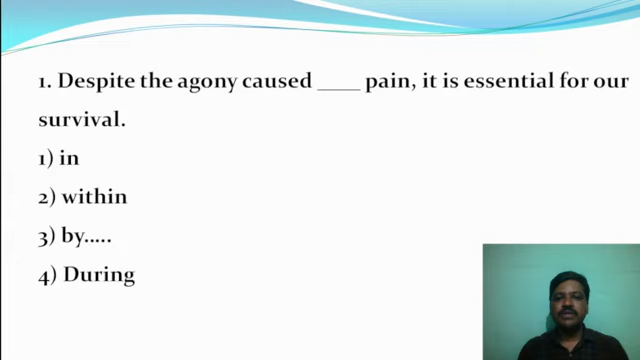 1. Despite the agony caused ____ pain, it is essential for our
survival.
1) in
2) within
3) by.....
4) During